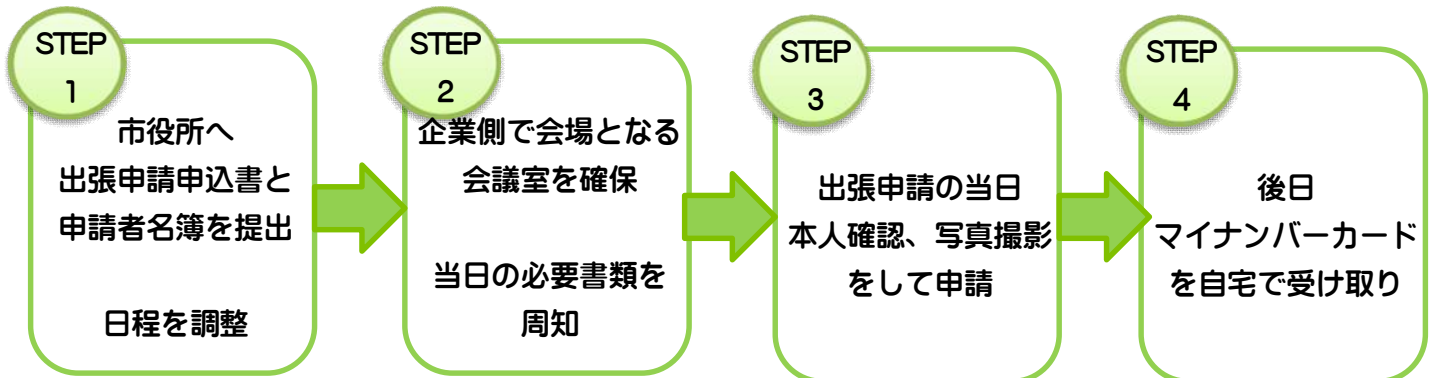 STEP
1
市役所へ
出張申請申込書と
申請者名簿を提出
日程を調整
STEP
2
企業側で会場となる
会議室を確保
当日の必要書類を
周知
STEP
3
出張申請の当日
本人確認、写真撮影
をして申請
STEP
4
後日
マイナンバーカード
を自宅で受け取り